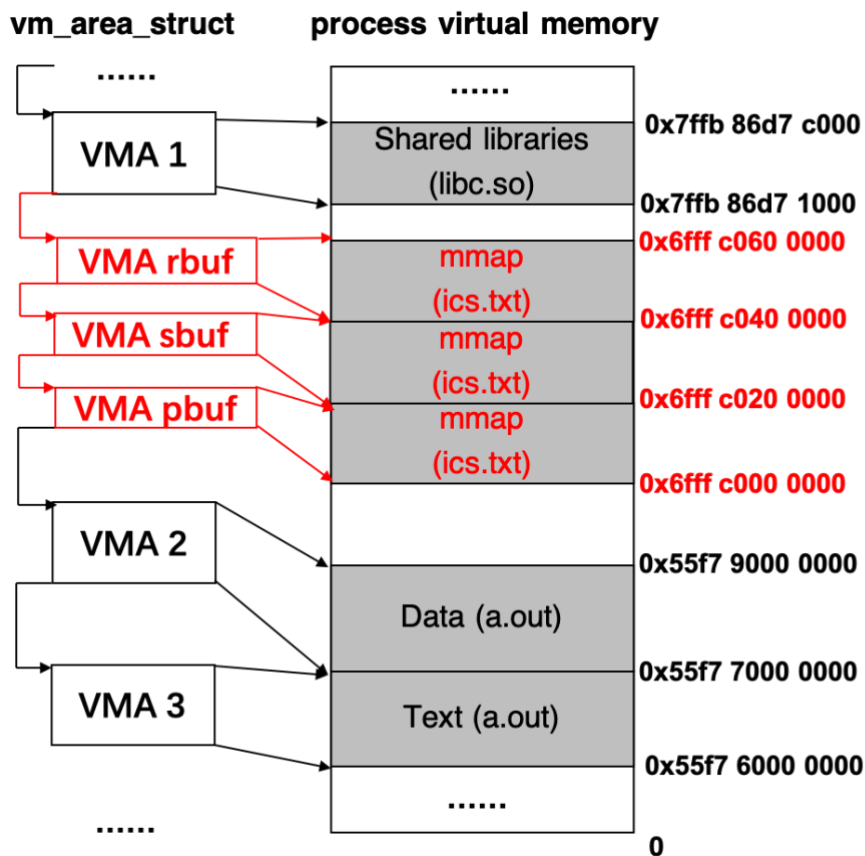 vm_area_struct process virtual memory
......
......
0x7ffb 86d7 c000
VMA 1
Shared libraries
(libc.so)
0x7ffb 86d7 1000
0x6fff c060 0000
VMA rbuf
mmap
(ics.txt)
0x6fff c040 0000
VMA sbuf
mmap
(ics.txt)
0x6fff c020 0000
VMA pbuf
mmap
(ics.txt)
0x6fff c000 0000
VMA 2
0x55f7 9000 0000
Data (a.out)
0x55f7 7000 0000
VMA 3
Text (a.out)
0x55f7 6000 0000
......
......
0